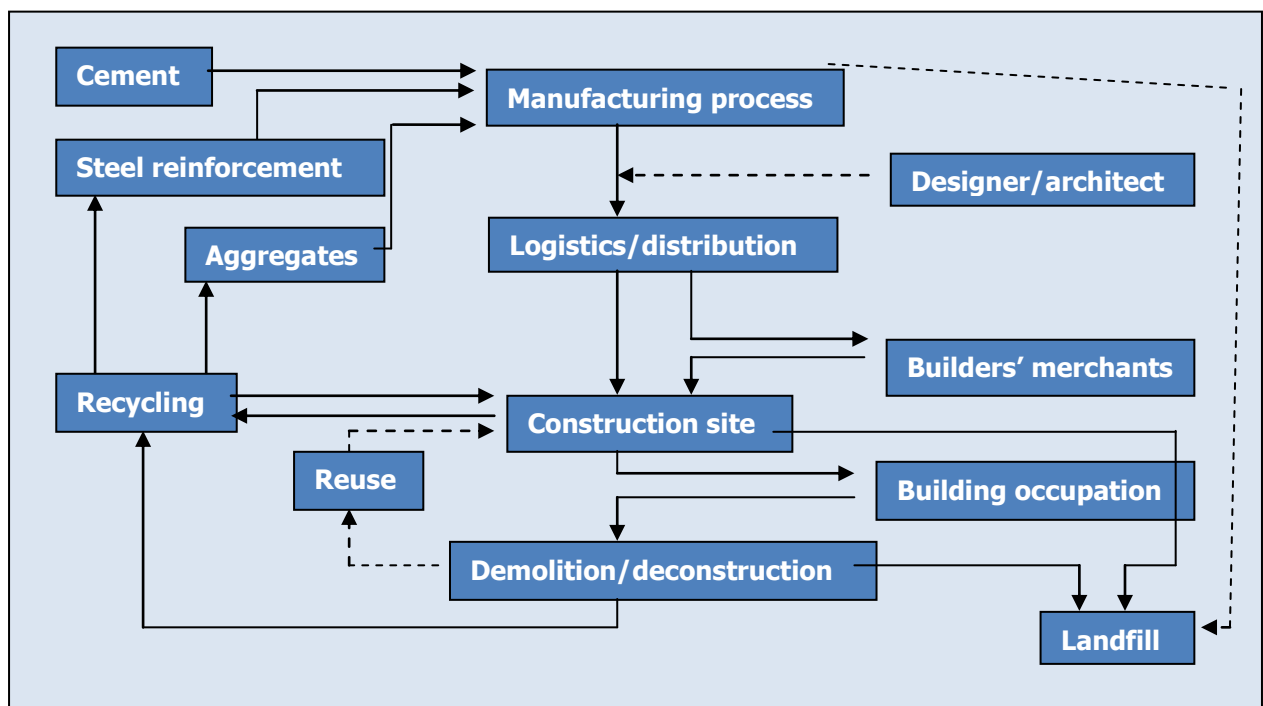 Cement
Manufacturing process
Steel reinforcement
Designer/architect
Aggregates
Logistics/distribution
Builders’ merchants
Recycling
Construction site
Reuse
Building occupation
Demolition/deconstruction
Landfill